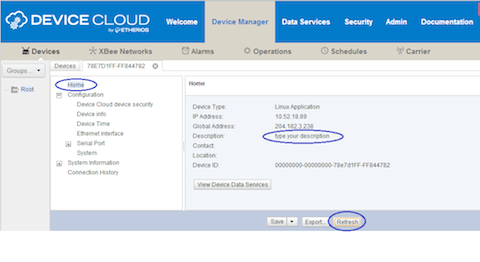 DEVICE CLOUD
by ETHERIOS
Welcome Device Manager Data Services Security Admin Documentation
Devices XBee Networks Alarms Operations Schedules Carrier
Groups... Devices 78E7D1FF-FF844782
Root
Home
Configuration
Device Cloud device security
Device info
Device Time
Ethernet interface
Serial Port
System
System Information
Connection History
Home
Device Type: Linux Application
IP Address: 10.52.18.89
Global Address: 204.182.3.238
Description: type your description
Contact:
Location:
Device ID: 00000000-00000000-78e7d1FF-FF844782
View Device Data Services
Save Export... Refresh